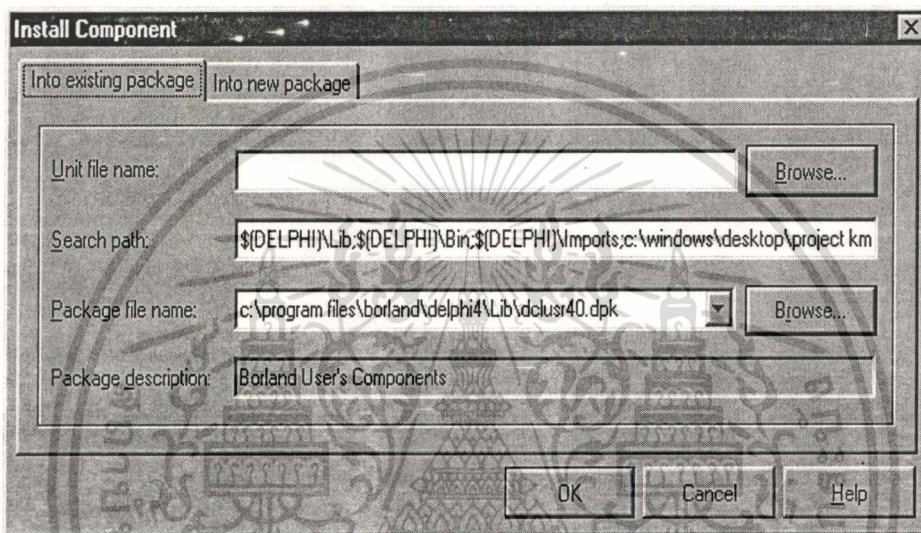 Install Component
Into existing package
Into new package
Unit file name:
Browse...
Search path:
$(DELPHI)\Lib;$(DELPHI)\Bin;$(DELPHI)\Imports;c:\windows\desktop\project km
Package file name:
c:\program files\borland\delphi4\Lib\dclusr40.dpk
Browse...
Package description:
Borland User's Components
OK
Cancel
Help